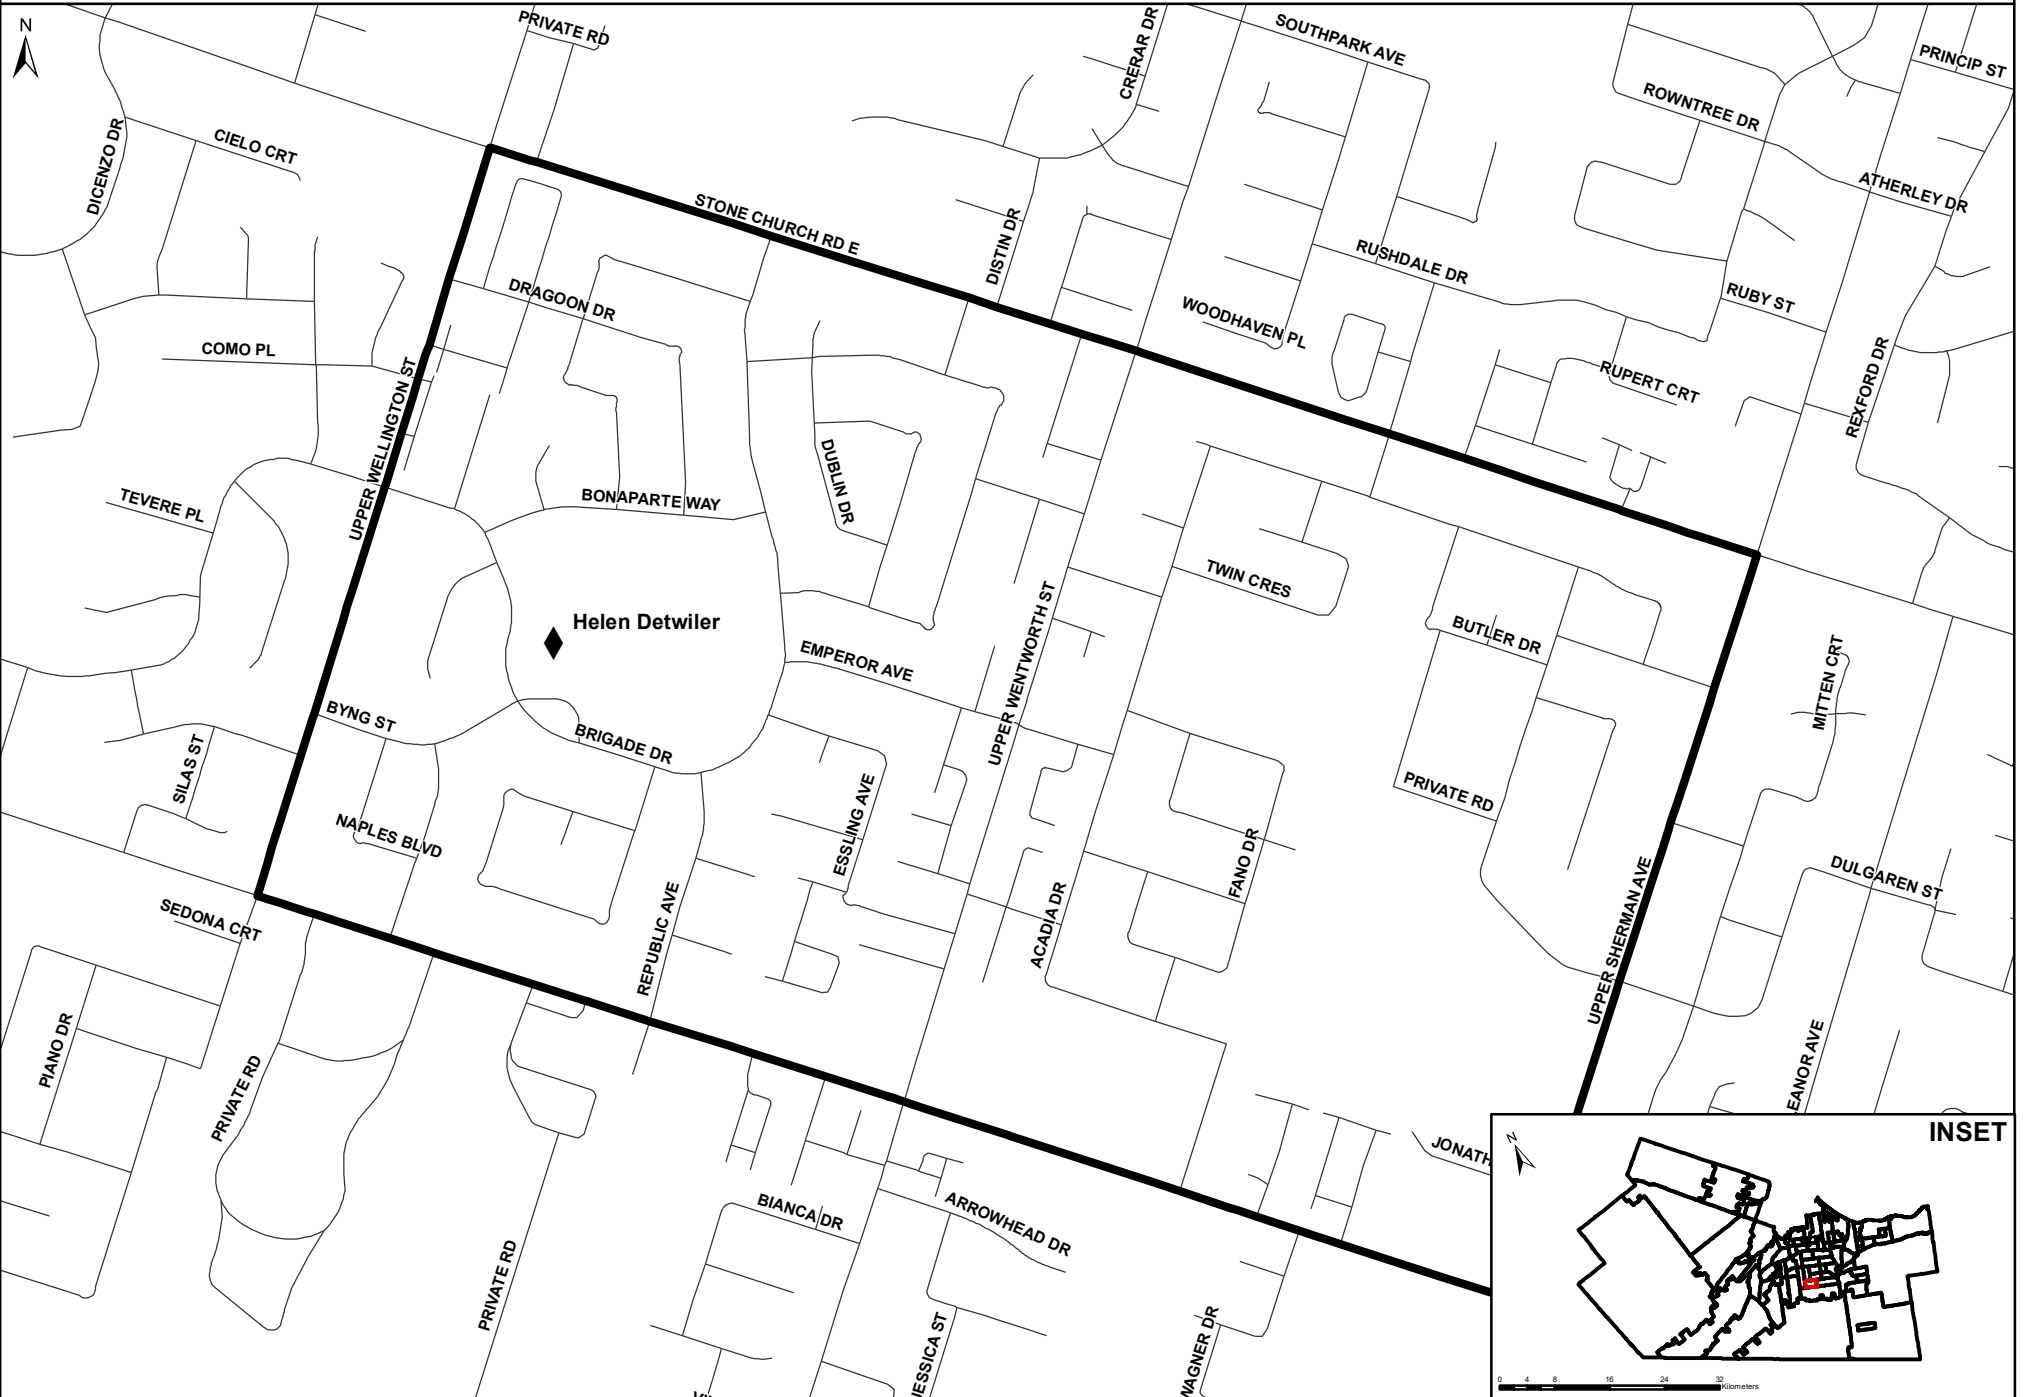 N
PRIVATE RD
CRERAR DR
SOUTHPARK AVE
PRINCIP ST
ROWNTREE DR
DICENZO DR
CIELO CRT
ATHERLEY DR
STONE CHURCH RD E
DISTIN DR
RUSHDALE DR
DRAGOON DR
WOODHAVEN PL
RUBY ST
COMO PL
RUPERT CRT
REXFORD DR
UPPER WELLINGTON ST
DUBLIN DR
TEVERE PL
BONAPARTE WAY
TWIN CRES
Helen Detwiler
BUTLER DR
EMPEROR AVE
UPPER WENTWORTH ST
MITTEN CRT
BYNG ST
BRIGADE DR
SILAS ST
PRIVATE RD
ESSLING AVE
NAPLES BLVD
FANO DR
DULGAREN ST
SEDONA CRT
REPUBLIC AVE
ACADIA DR
UPPER SHERMAN AVE
PIANO DR
PRIVATE RD
EANOR AVE
JONATH
INSET
N
BIANCA DR
ARROWHEAD DR
PRIVATE RD
ESSICA ST
WAGNER DR
0 4 8 16 24 32
Kilometers